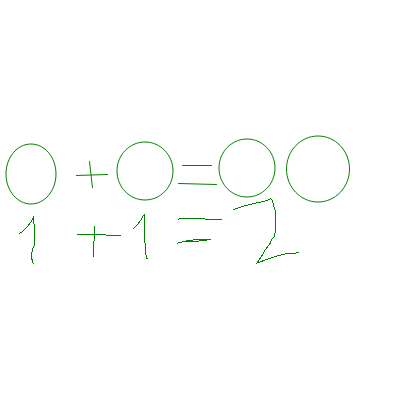 + =
1 + 1 = 2